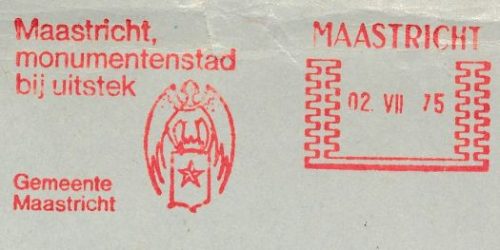 Maastricht,
monumentenstad
bij uitstek
Gemeente
Maastricht
MAASTRICHT
02. VII 75